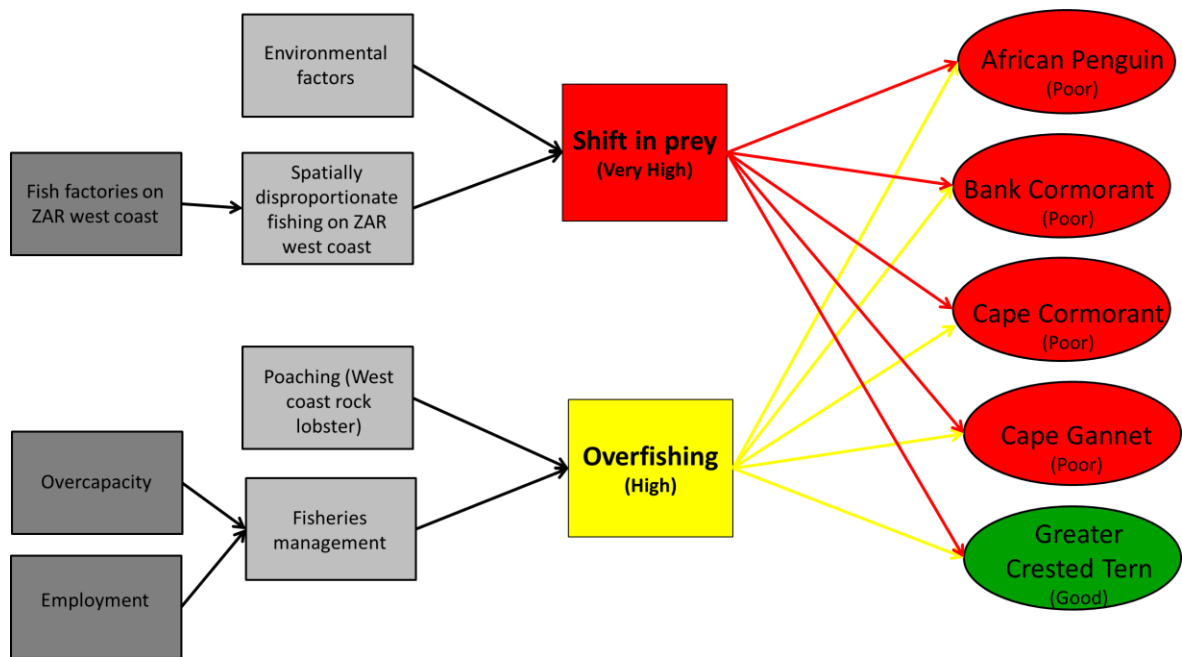 Environmental
factors
African Penguin
(Poor)
Shift in prey
(Very High)
Fish factories on
ZAR west coast
Spatially
disproportionate
fishing on ZAR
west coast
Bank Cormorant
(Poor)
Cape Cormorant
(Poor)
Poaching (West
coast rock
lobster)
Cape Gannet
(Poor)
Overfishing
(High)
Overcapacity
Fisheries
management
Employment
Greater
Crested Tern
(Good)